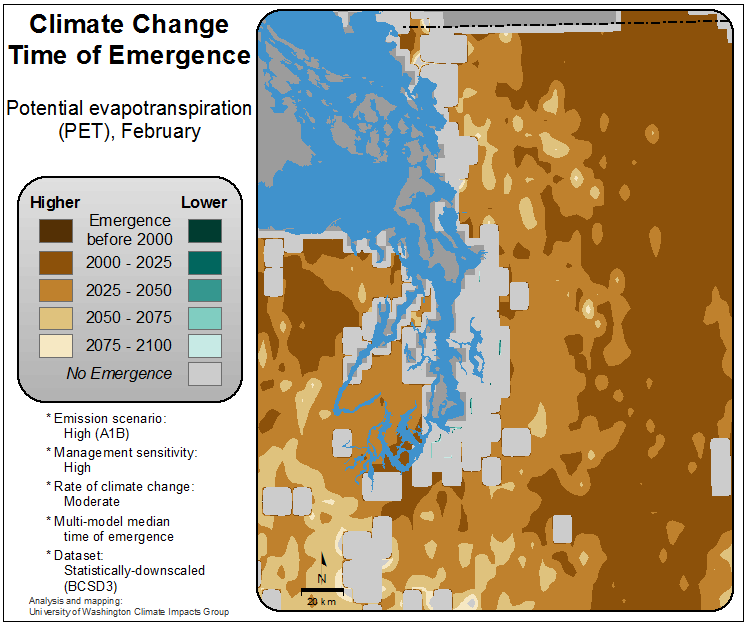 Climate Change
Time of Emergence
Potential evapotranspiration
(PET), February
Higher Lower
Emergence
before 2000
2000 - 2025
2025 - 2050
2050 - 2075
2075 - 2100
No Emergence
* Emission scenario:
High (A1B)
* Management sensitivity:
High
* Rate of climate change:
Moderate
* Multi-model median
time of emergence
* Dataset:
Statistically-downscaled
(BCSD3)
Analysis and mapping:
University of Washington Climate Impacts Group
N
20 km